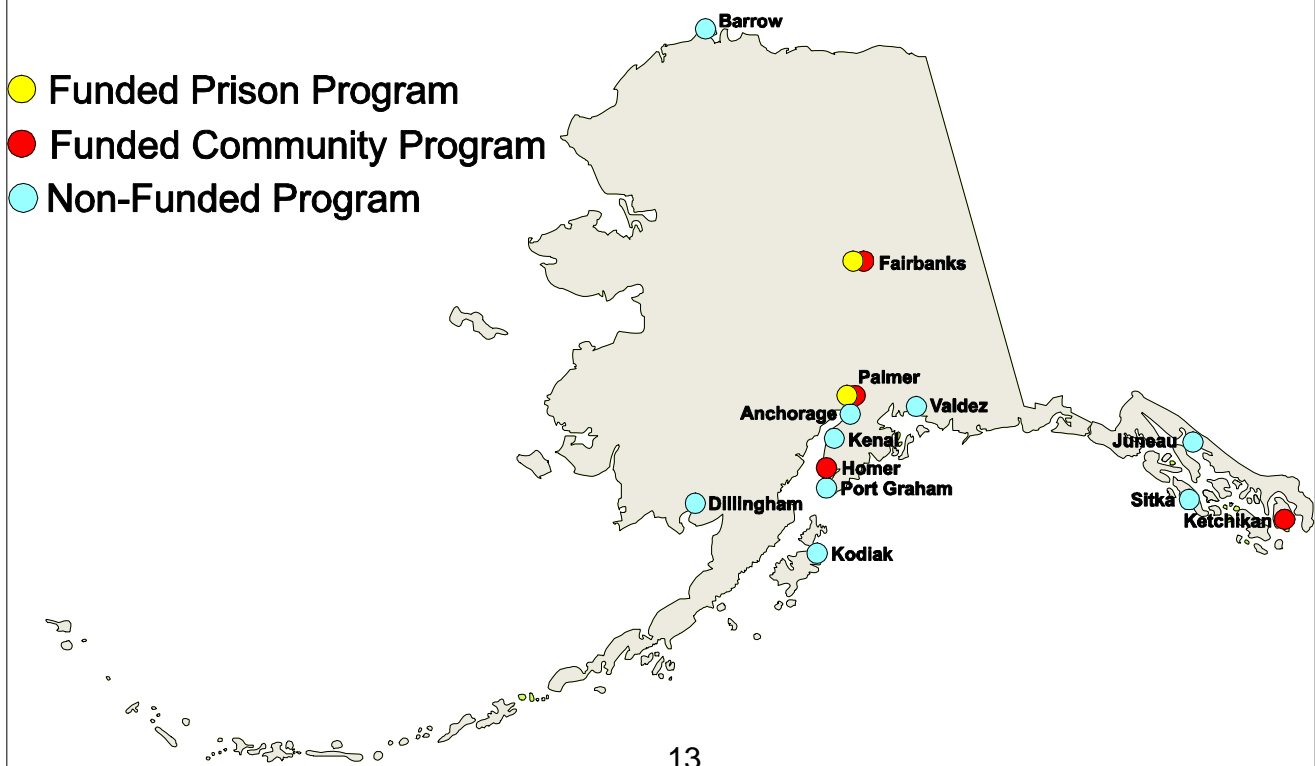 Barrow
Funded Prison Program
Funded Community Program
Non-Funded Program
Fairbanks
Palmer
Anchorage
Valdez
Kenai
Juneau
Homer
Port Graham
Dillingham
Sitka
Ketchikan
Kodiak
13